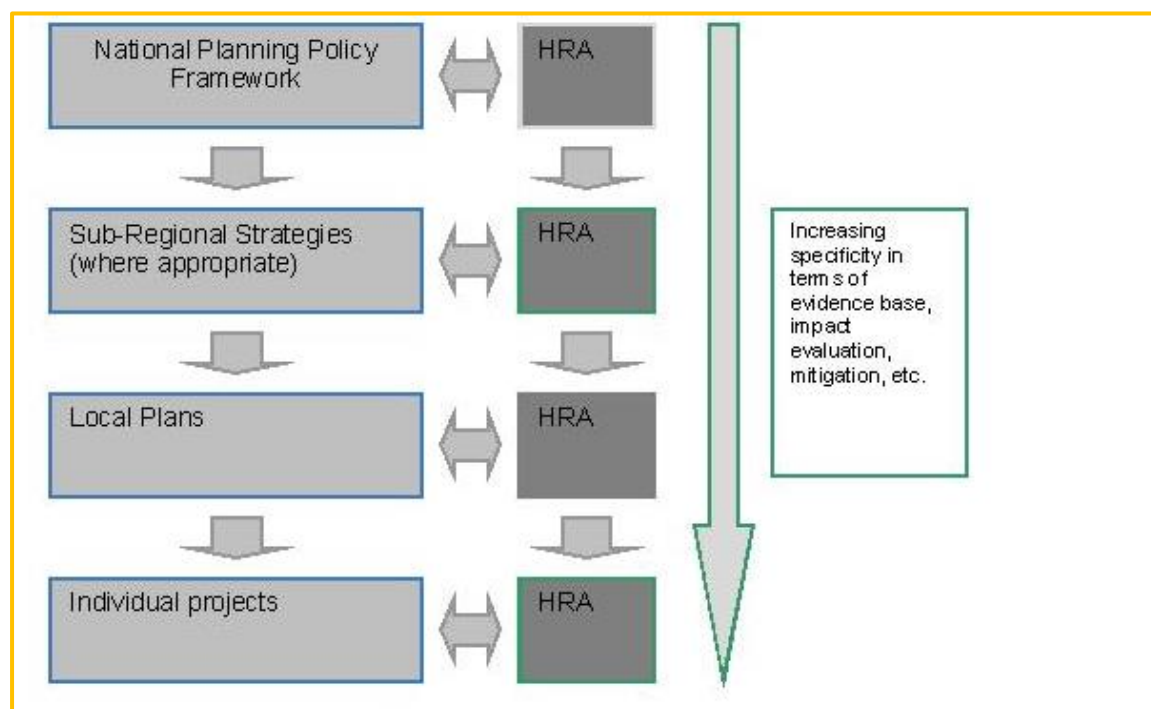 National Planning Policy
Framework
HRA
Sub-Regional Strategies
(where appropriate)
HRA
Increasing
specificity in
terms of
evidence base,
impact
evaluation,
mitigation, etc.
Local Plans
HRA
Individual projects
HRA